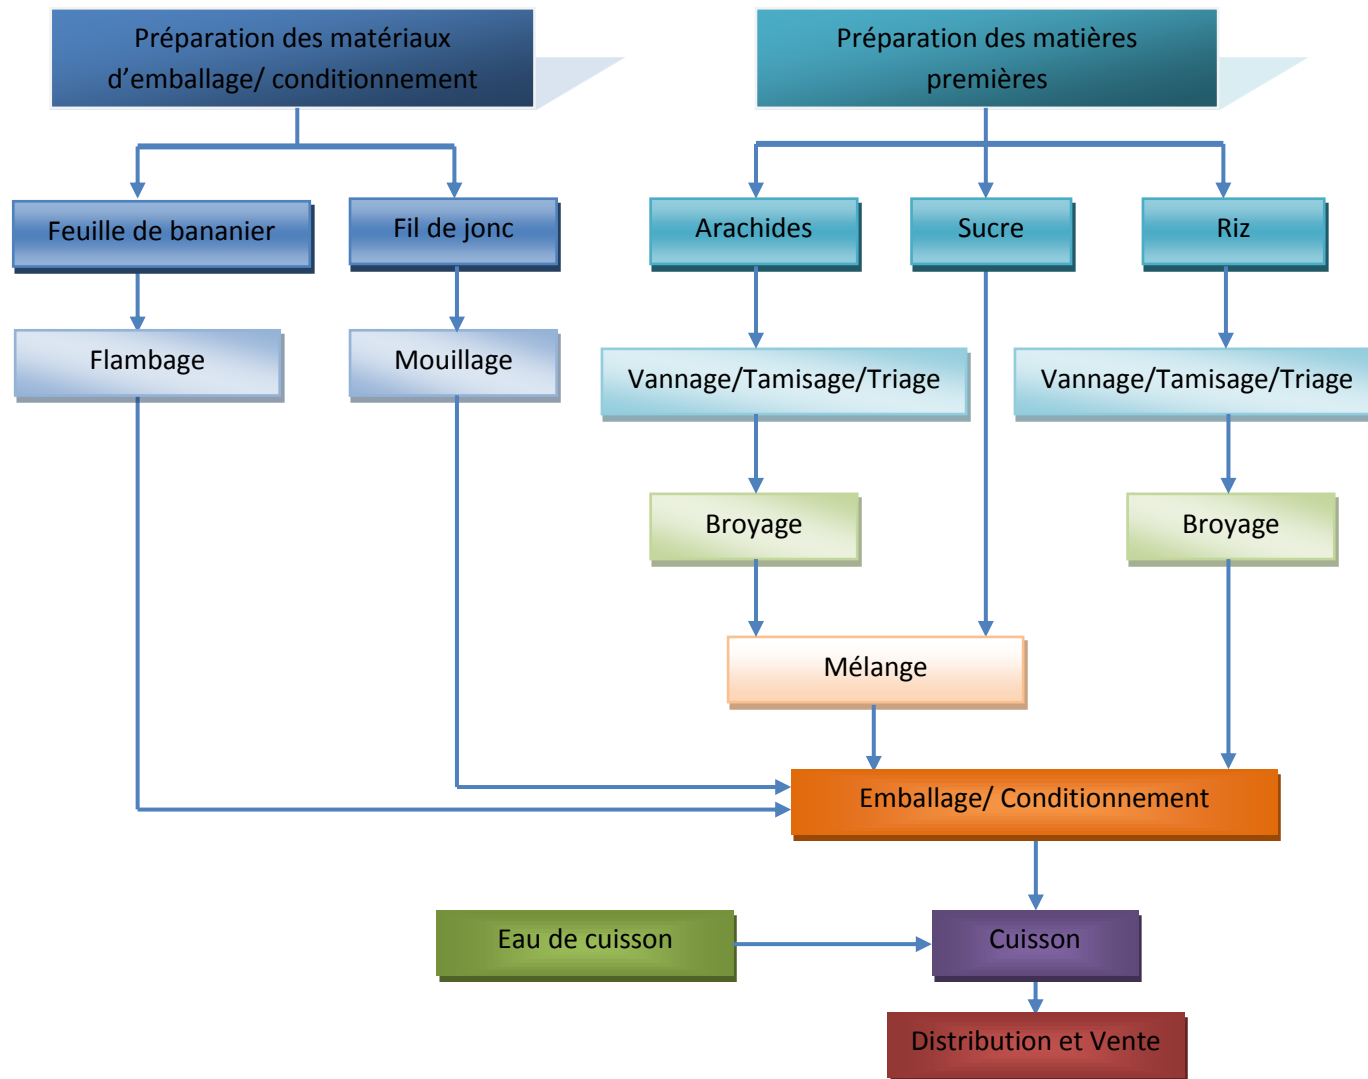 Préparation des matériaux
d’emballage/ conditionnement
Préparation des matières
premières
Feuille de bananier
Fil de jonc
Arachides
Sucre
Riz
Flambage
Mouillage
Vannage/Tamisage/Triage
Vannage/Tamisage/Triage
Broyage
Broyage
Mélange
Emballage/ Conditionnement
Eau de cuisson
Cuisson
Distribution et Vente